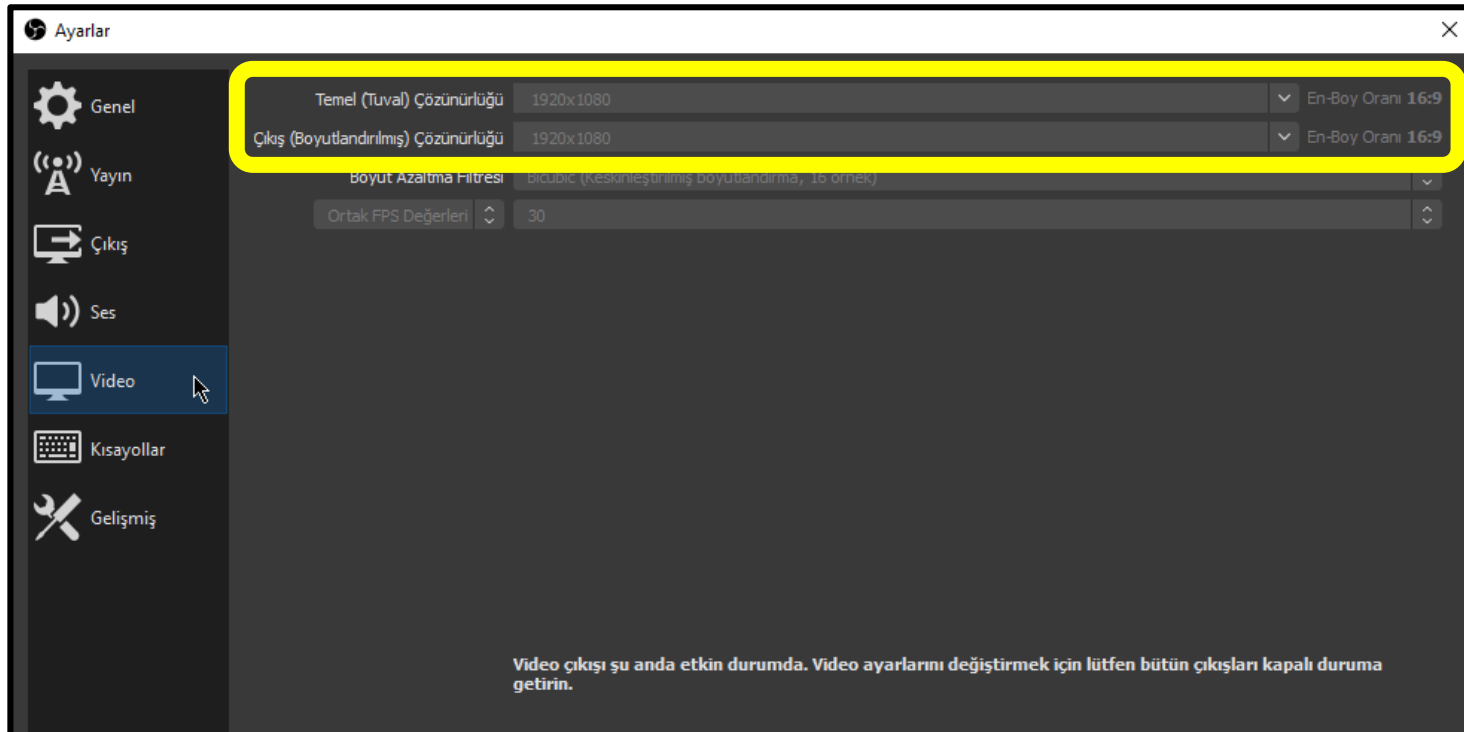 Ayarlar
Genel
Yayın
Çıkış
Ses
Video
Kısayollar
Gelişmiş
Temel (Tuval) Çözünürlüğü 1920x1080 En-Boy Oranı 16:9
Çıkış (Boyutlandırılmış) Çözünürlüğü 1920x1080 En-Boy Oranı 16:9
Boyut Azaltma Filtresi Bicubic (Keskinleştirilmiş boyutlandırma, 16 örnek)
Ortak FPS Değerleri 30
Video çıkışı şu anda etkin durumda. Video ayarlarını değiştirmek için lütfen bütün çıkışları kapalı duruma
getirin.